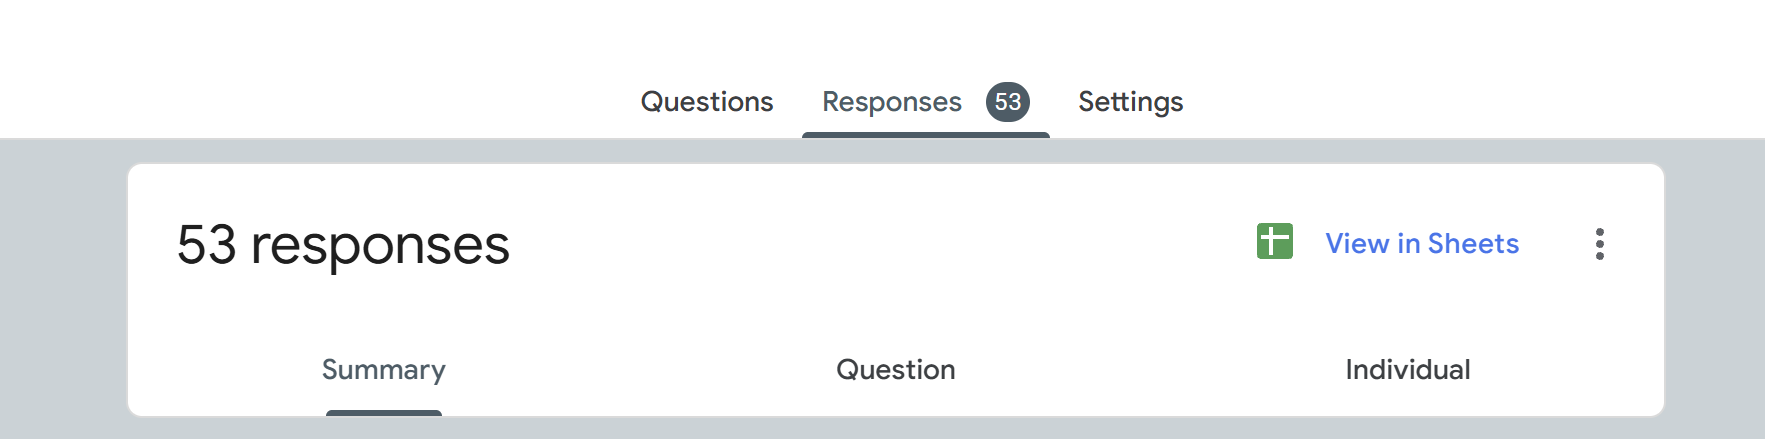 Questions Responses 53 Settings
53 responses View in Sheets
Summary Question Individual